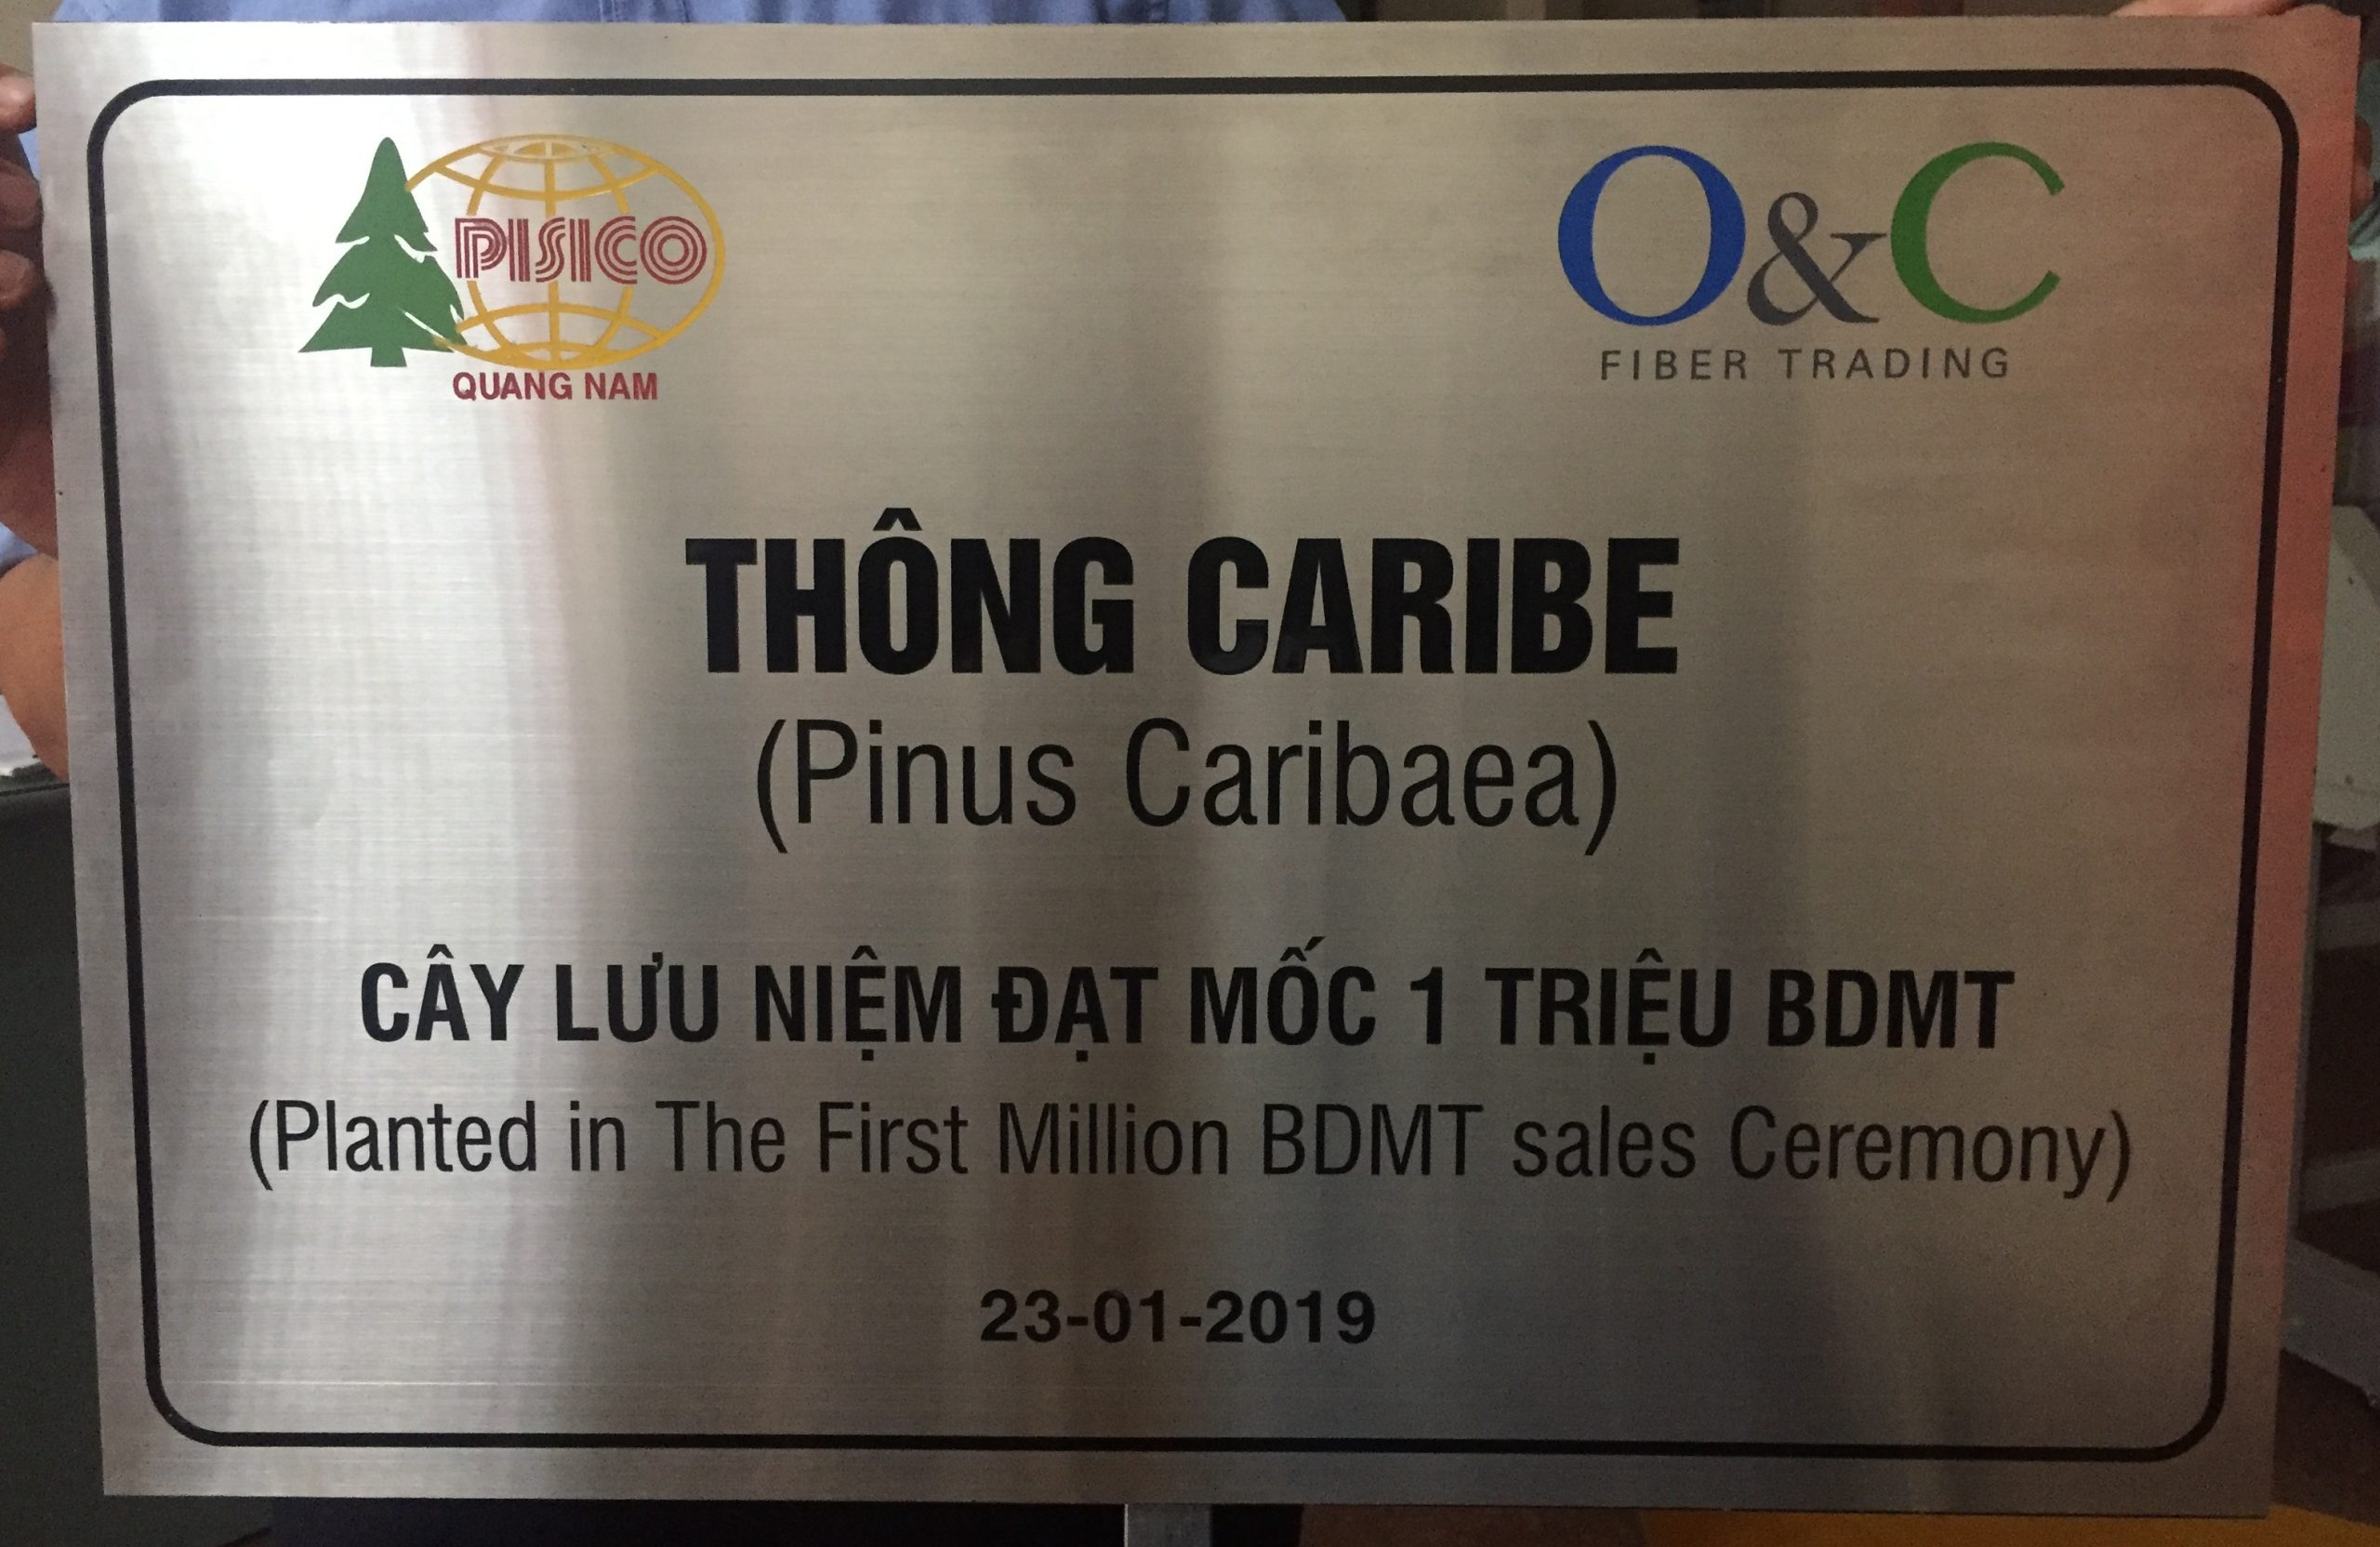 PISICO
QUANG NAM
O&C
FIBER TRADING
THÔNG CARIBE
(Pinus Caribaea)
CÂY LƯU NIỆM ĐẠT MỐC 1 TRIỆU BDMT
(Planted in The First Million BDMT sales Ceremony)
23-01-2019